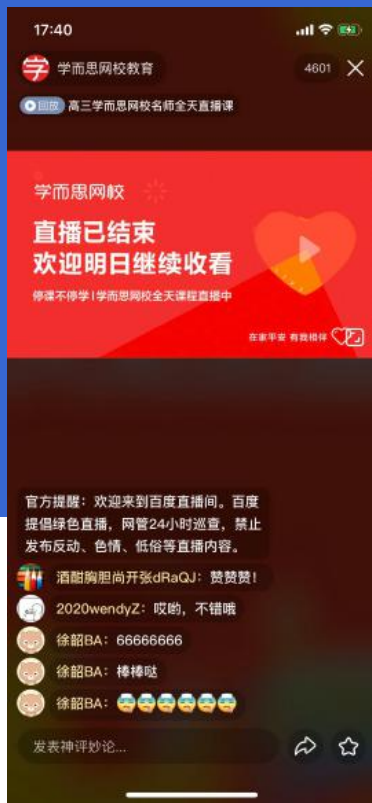 17:40
学而思网校教育
4601
回放 高三学而思网校名师全天直播课
学而思网校
直播已结束
欢迎明日继续收看
停课不停学|学而思网校全天课程直播中
在家平安 有我相伴
官方提醒：欢迎来到百度直播间。百度
提倡绿色直播，网管24小时巡查，禁止
发布反动、色情、低俗等直播内容。
酒酣胸胆尚开张dRaQJ：赞赞赞！
2020wendyZ：哎哟，不错哦
徐韶BA：66666666
徐韶BA：棒棒哒
徐韶BA：
发表神评妙论...